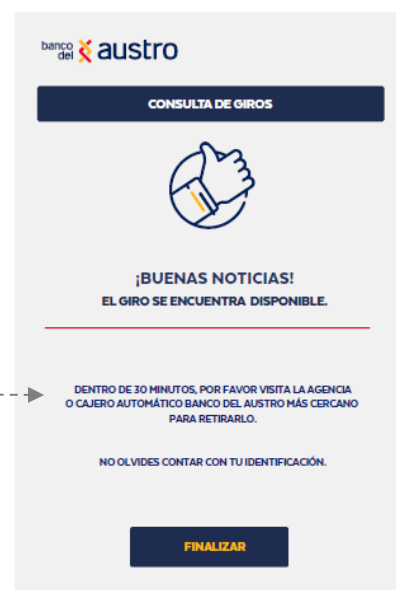 banco del austro
CONSULTA DE GIROS
¡BUENAS NOTICIAS!
EL GIRO SE ENCUENTRA DISPONIBLE.
DENTRO DE 30 MINUTOS, POR FAVOR VISITA LA AGENCIA
O CAJERO AUTOMÁTICO BANCO DEL AUSTRO MÁS CERCANO
PARA RETIRARLO.
NO OLVIDES CONTAR CON TU IDENTIFICACIÓN.
FINALIZAR